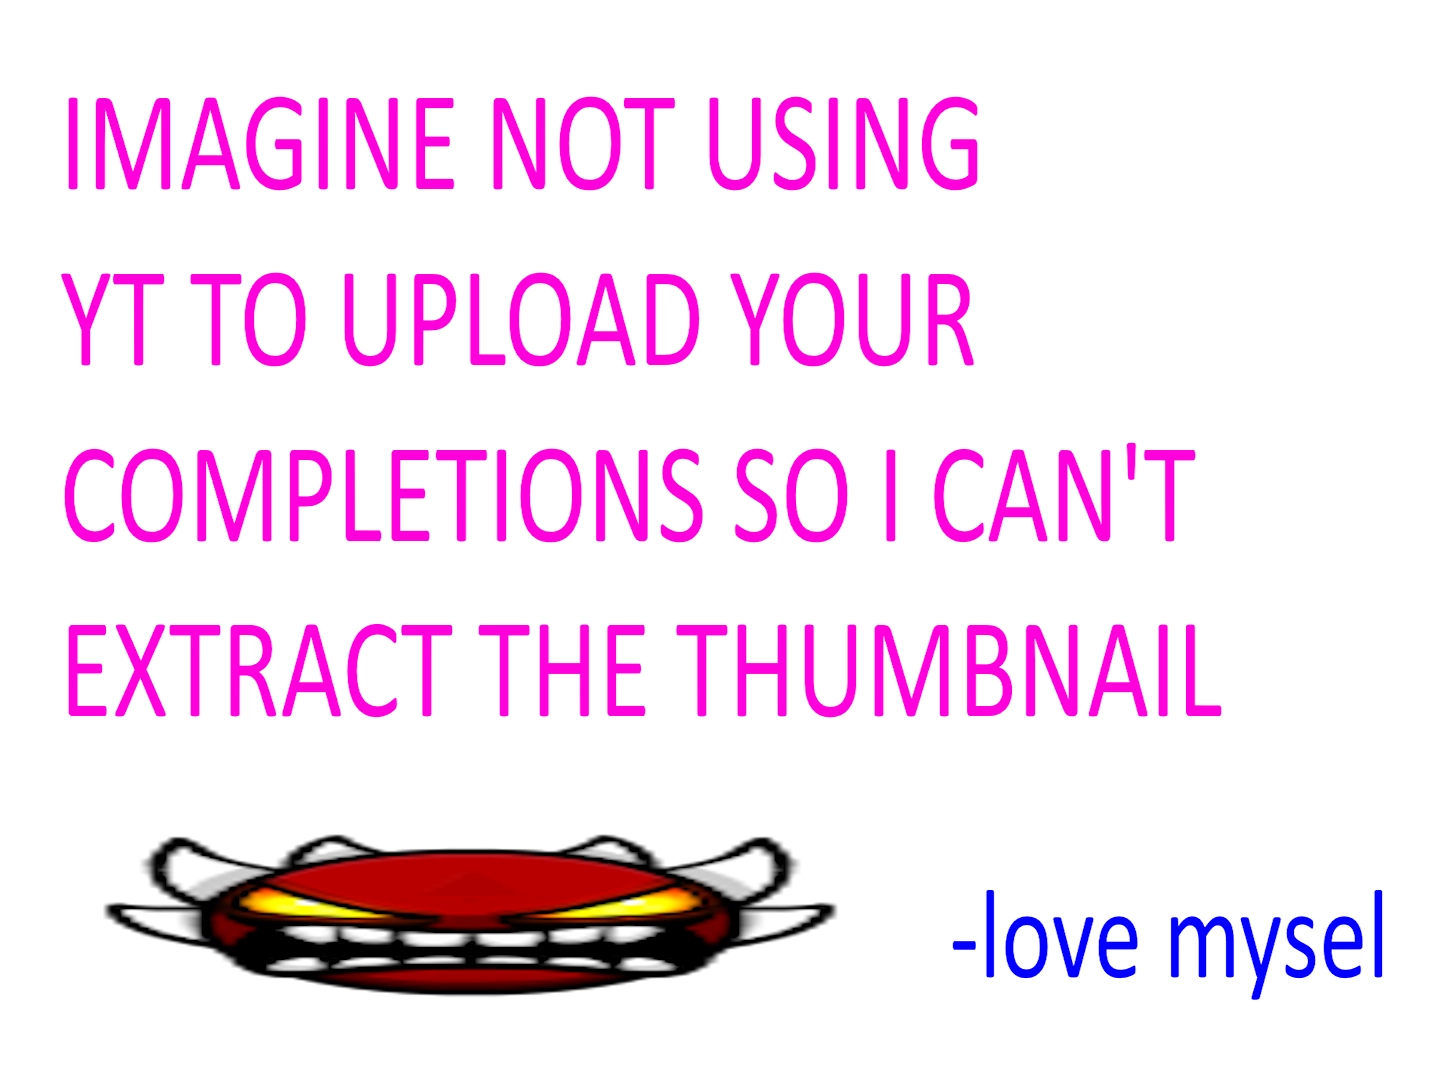 IMAGINE NOT USING
YT TO UPLOAD YOUR
COMPLETIONS SO I CAN'T
EXTRACT THE THUMBNAIL
-love mysel